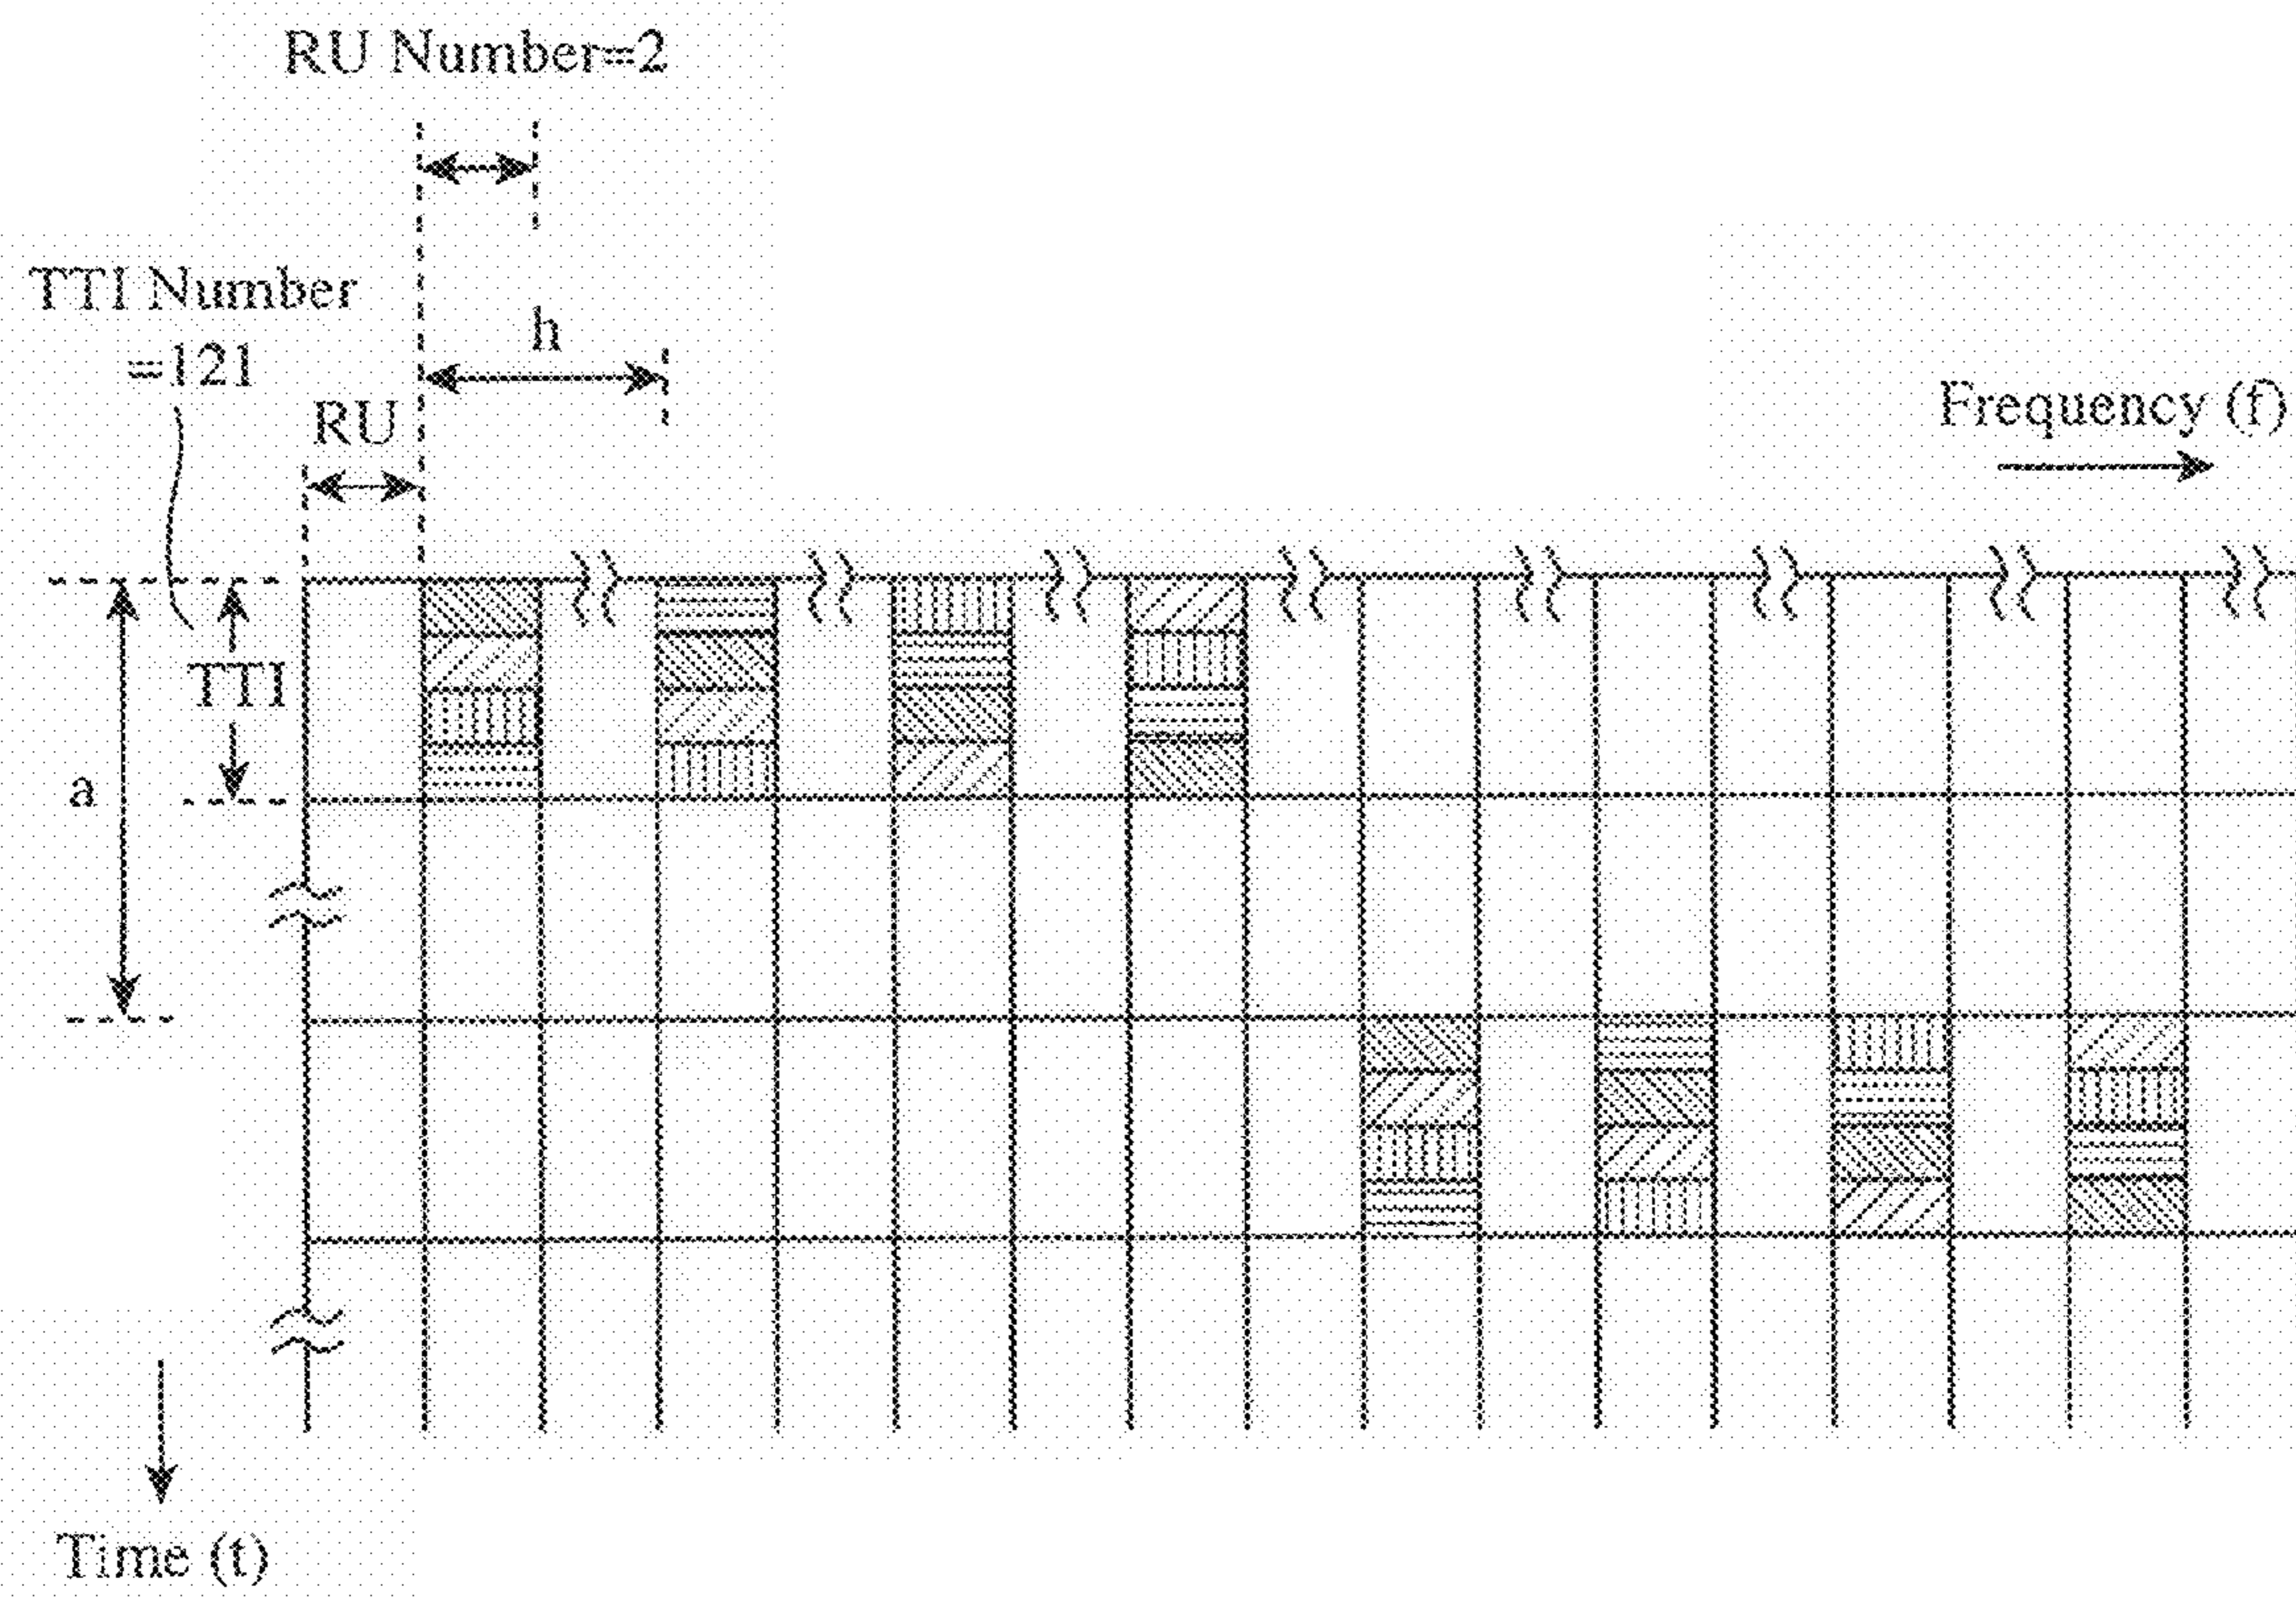 RU Number=2
TTI Number
=121
h
RU
Frequency (f)
TTI
a
Time (t)